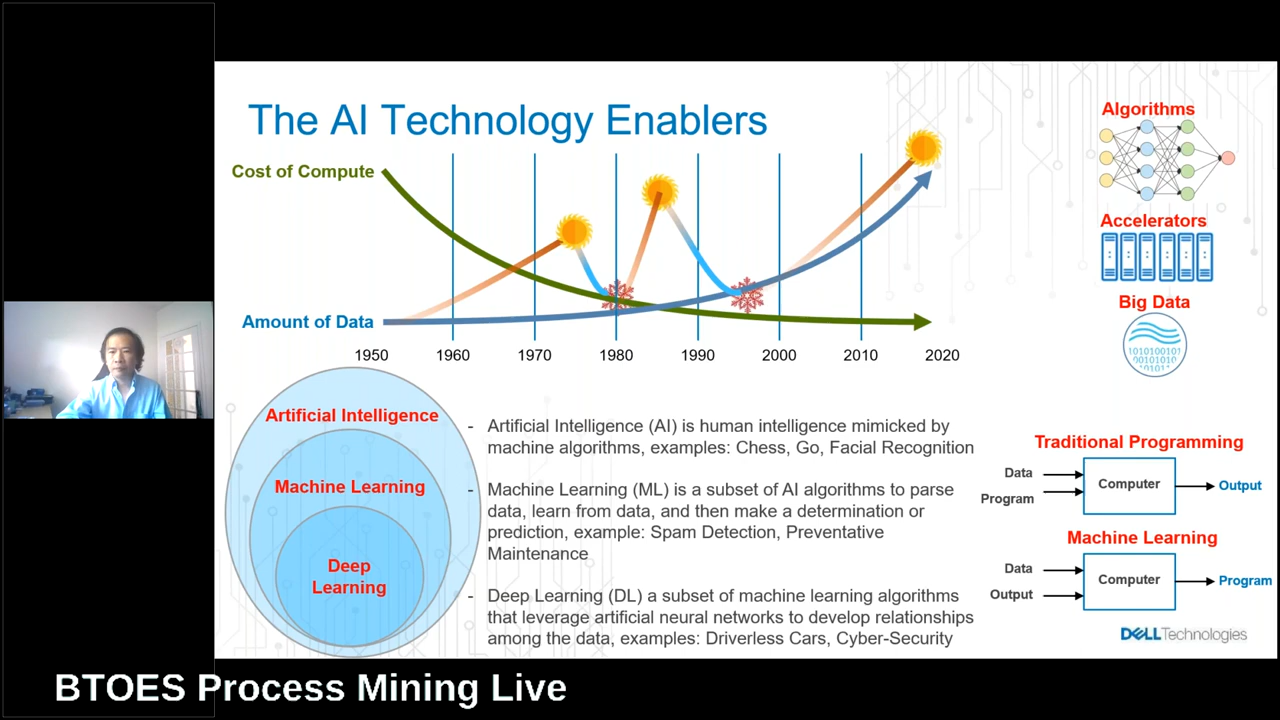 The AI Technology Enablers
Cost of Compute
Amount of Data
1950 1960 1970 1980 1990 2000 2010 2020
Algorithms
Accelerators
Big Data
101010010
00101010
01011
Artificial Intelligence
Machine Learning
Deep
Learning
- Artificial Intelligence (AI) is human intelligence mimicked by
machine algorithms, examples: Chess, Go, Facial Recognition
- Machine Learning (ML) is a subset of AI algorithms to parse
data, learn from data, and then make a determination or
prediction, example: Spam Detection, Preventative
Maintenance
- Deep Learning (DL) a subset of machine learning algorithms
that leverage artificial neural networks to develop relationships
among the data, examples: Driverless Cars, Cyber-Security
Traditional Programming
Data
Program
Computer
Output
Machine Learning
Data
Output
Computer
Program
DELL Technologies
BTOES Process Mining Live